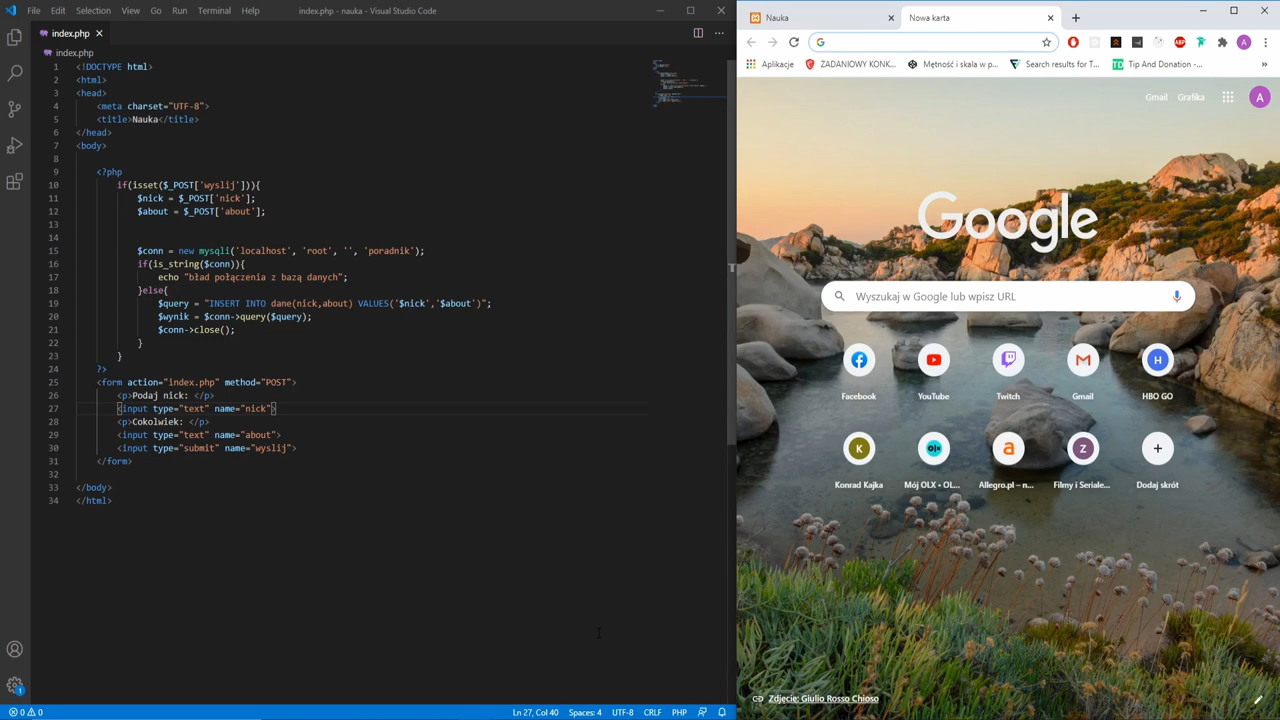 File Edit Selection View Go Run Terminal Help index.php - nauka - Visual Studio Code
index.php
index.php
1 <!DOCTYPE html>
2 <html>
3 <head>
4 <meta charset="UTF-8">
5 <title>Nauka</title>
6 </head>
7 <body>
8
9 <?php
10 if(isset($_POST['wyslij'])){
11 $nick = $_POST['nick'];
12 $about = $_POST['about'];
13
14
15 $conn = new mysqli('localhost', 'root', '', 'poradnik');
16 if(is_string($conn)){
17 echo "bład połączenia z bazą danych";
18 }else{
19 $query = "INSERT INTO dane(nick,about) VALUES('$nick','$about')";
20 $wynik = $conn->query($query);
21 $conn->close();
22 }
23 }
24 ?>
25 <form action="index.php" method="POST">
26 <p>Podaj nick: </p>
27 <input type="text" name="nick">
28 <p>Cokolwiek: </p>
29 <input type="text" name="about">
30 <input type="submit" name="wyslij">
31 </form>
32
33 </body>
34 </html>
1
0 0
Ln 27, Col 40 Spaces: 4 UTF-8 CRLF PHP
Nauka
Nowa karta
ABP A
Aplikacje ZADANIOWY KONK... Mętność i skala w p... Search results for T... TD Tip And Donation -... »
Gmail Grafika A
Google
Wyszukaj w Google lub wpisz URL
Facebook YouTube Twitch Gmail H HBO GO
K Konrad Kajka olx Mój OLX • OL... a Allegro.pl – n... Z Filmy i Seriale... Dodaj skrót
Zdjęcie: Giulio Rosso Chioso